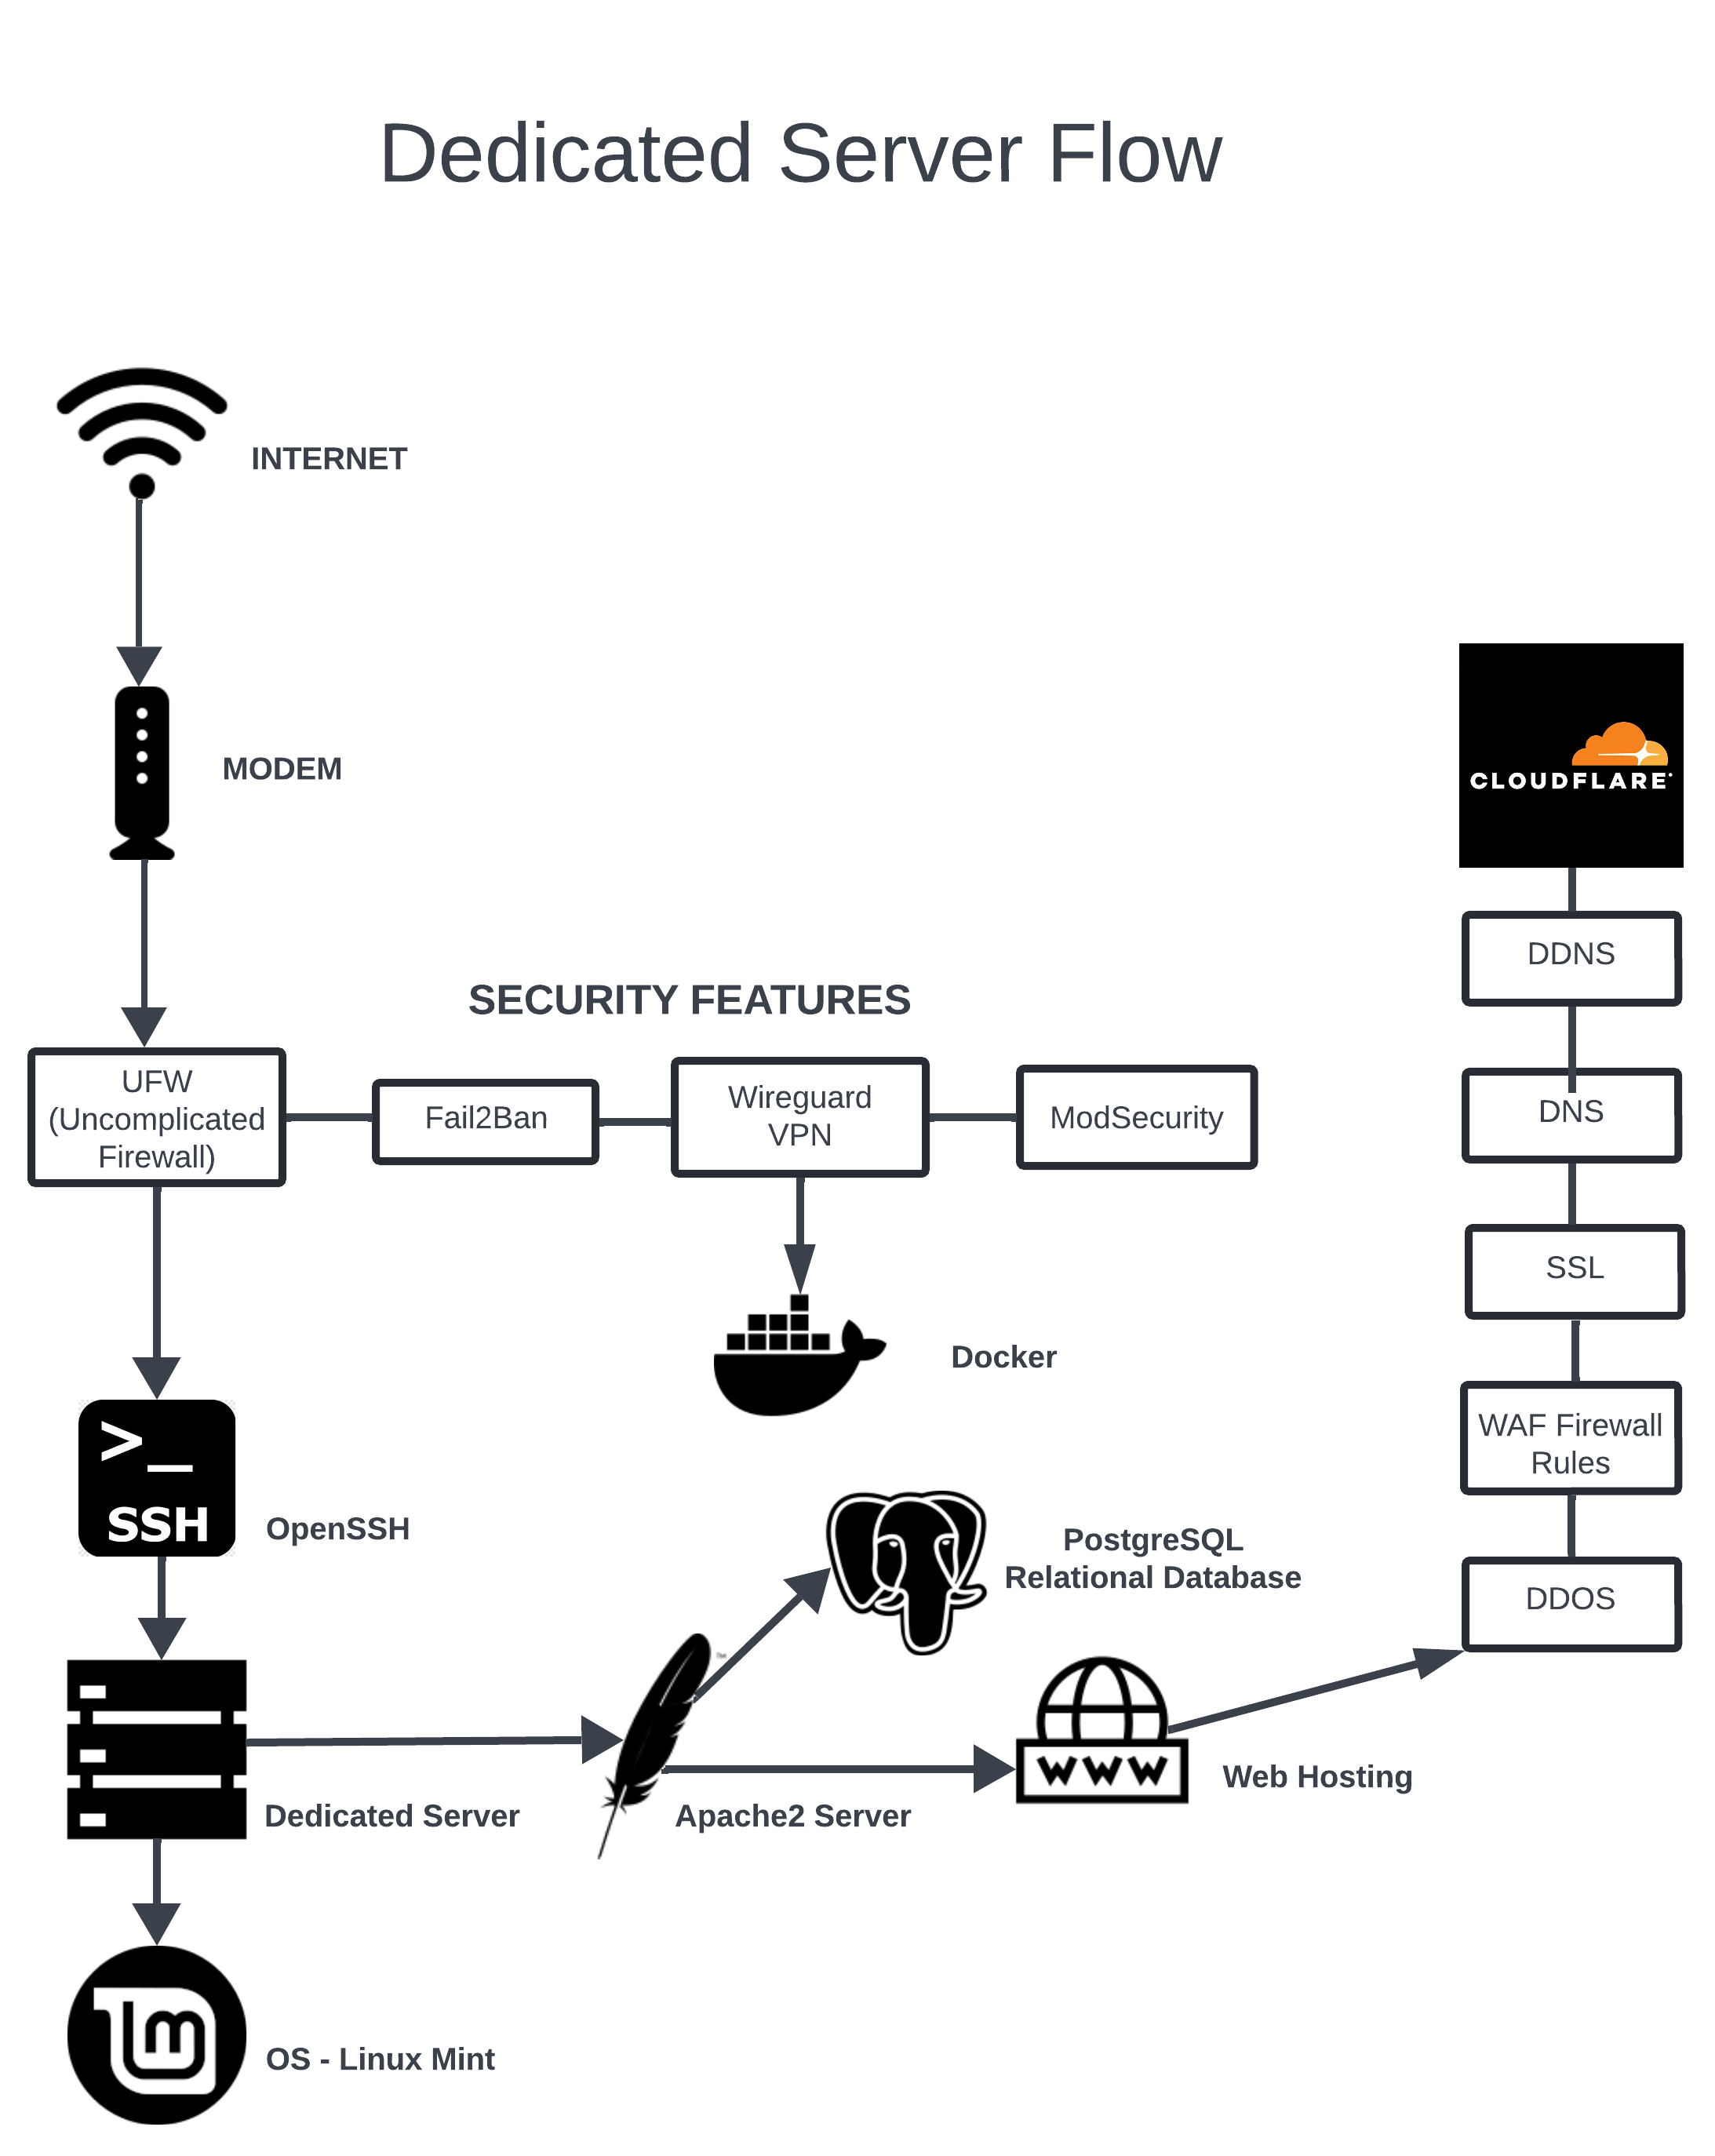 Dedicated Server Flow
INTERNET
MODEM
CLOUDFLARE
DDNS
SECURITY FEATURES
UFW
(Uncomplicated
Firewall)
Fail2Ban
Wireguard
VPN
ModSecurity
DNS
SSL
Docker
WAF Firewall
Rules
>_
SSH
OpenSSH
PostgreSQL
Relational Database
DDOS
TM
WWW
Web Hosting
Dedicated Server
Apache2 Server
lm
OS - Linux Mint